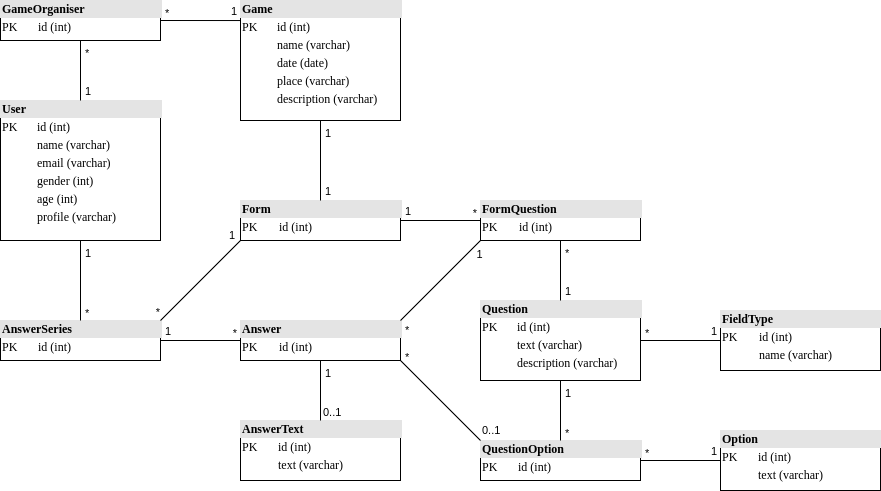 GameOrganiser
PK id (int)
* 1
Game
PK id (int)
name (varchar)
date (date)
place (varchar)
description (varchar)
*
1
User
PK id (int)
name (varchar)
email (varchar)
gender (int)
age (int)
profile (varchar)
1
1
Form
PK id (int)
1 *
FormQuestion
PK id (int)
1
*
1
*
1
*
*
1
AnswerSeries
PK id (int)
1 *
Answer
PK id (int)
*
*
Question
PK id (int)
text (varchar)
description (varchar)
* 1
FieldType
PK id (int)
name (varchar)
1
0..1
AnswerText
PK id (int)
text (varchar)
0..1
1
*
QuestionOption
PK id (int)
* 1
Option
PK id (int)
text (varchar)